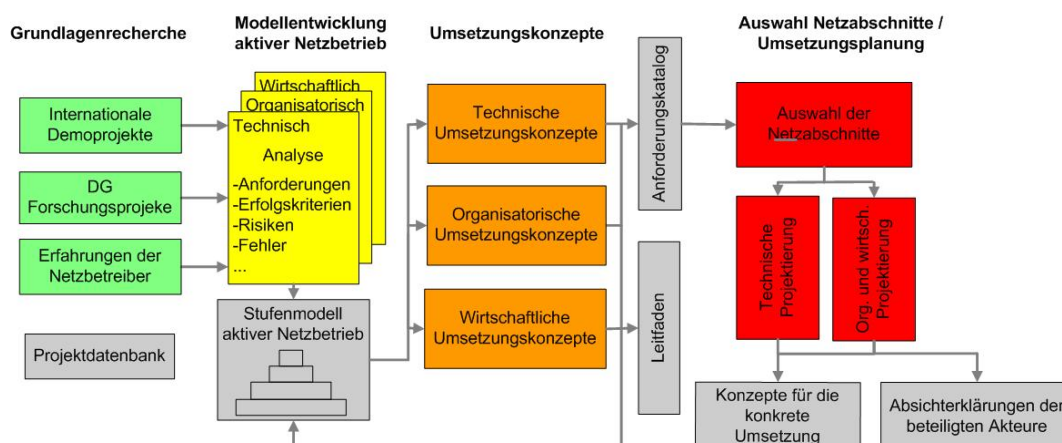 Grundlagenrecherche
Modellentwicklung
aktiver Netzbetrieb
Umsetzungskonzepte
Auswahl Netzabschnitte /
Umsetzungsplanung
Internationale
Demoprojekte
DG
Forschungsprojeke
Erfahrungen der
Netzbetreiber
Projektdatenbank
Wirtschaftlich
Organisatorisch
Technisch
Analyse
-Anforderungen
-Erfolgskriterien
-Risiken
-Fehler
...
Stufenmodell
aktiver Netzbetrieb
Technische
Umsetzungskonzepte
Organisatorische
Umsetzungskonzepte
Wirtschaftliche
Umsetzungskonzepte
Anforderungskatalog
Leitfaden
Auswahl der
Netzabschnitte
Technische
Projektierung
Org. und wirtsch.
Projektierung
Konzepte für die
konkrete
Umsetzung
Absichterklärungen der
beteiligten Akteure